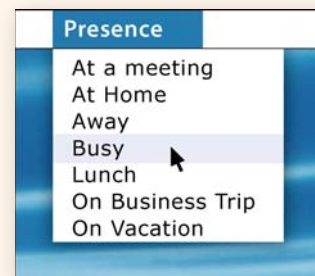 Presence
At a meeting
At Home
Away
Busy
Lunch
On Business Trip
On Vacation